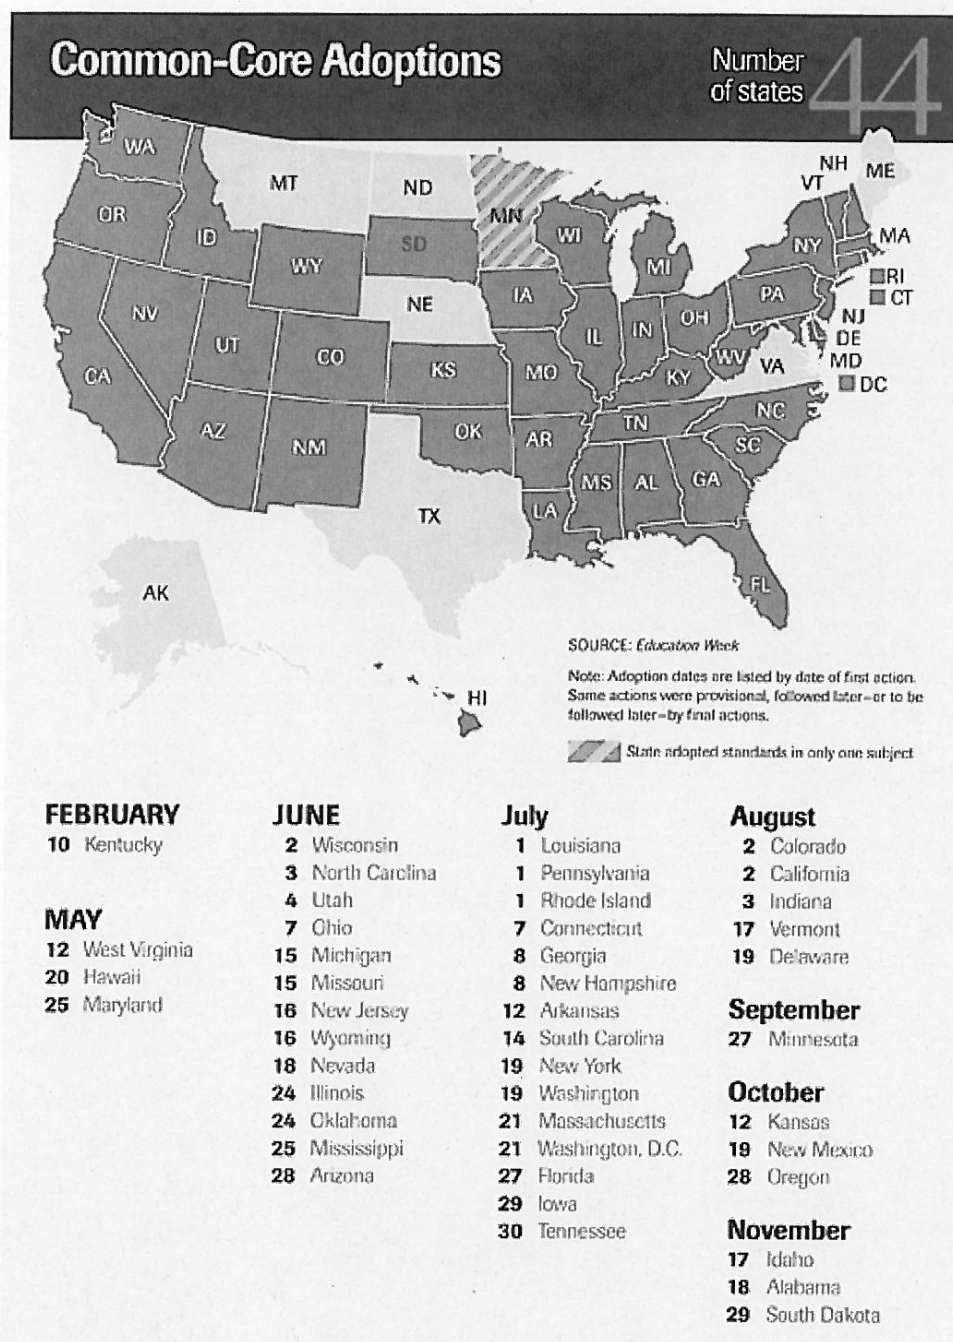 Common-Core Adoptions
Number
of states
44
WA
MT
ND
MN
OR
ID
WY
SD
WI
MI
NY
VT
NH
ME
MA
RI
CT
NV
UT
CO
NE
IA
IL
IN
OH
PA
NJ
DE
MD
DC
CA
AZ
NM
KS
MO
KY
WV
VA
OK
AR
TN
NC
SC
TX
LA
MS
AL
GA
FL
AK
HI
SOURCE: Education Week
Note: Adoption dates are listed by date of first action.
Some actions were provisional, followed later–or to be
followed later–by final actions.
State adopted standards in only one subject
FEBRUARY
10 Kentucky
MAY
12 West Virginia
20 Hawaii
25 Maryland
JUNE
2 Wisconsin
3 North Carolina
4 Utah
7 Ohio
15 Michigan
15 Missouri
16 New Jersey
16 Wyoming
18 Nevada
24 Illinois
24 Oklahoma
25 Mississippi
28 Arizona
July
1 Louisiana
1 Pennsylvania
1 Rhode Island
7 Connecticut
8 Georgia
8 New Hampshire
12 Arkansas
14 South Carolina
19 New York
19 Washington
21 Massachusetts
21 Washington, D.C.
27 Florida
29 Iowa
30 Tennessee
August
2 Colorado
2 California
3 Indiana
17 Vermont
19 Delaware
September
27 Minnesota
October
12 Kansas
19 New Mexico
28 Oregon
November
17 Idaho
18 Alabama
29 South Dakota